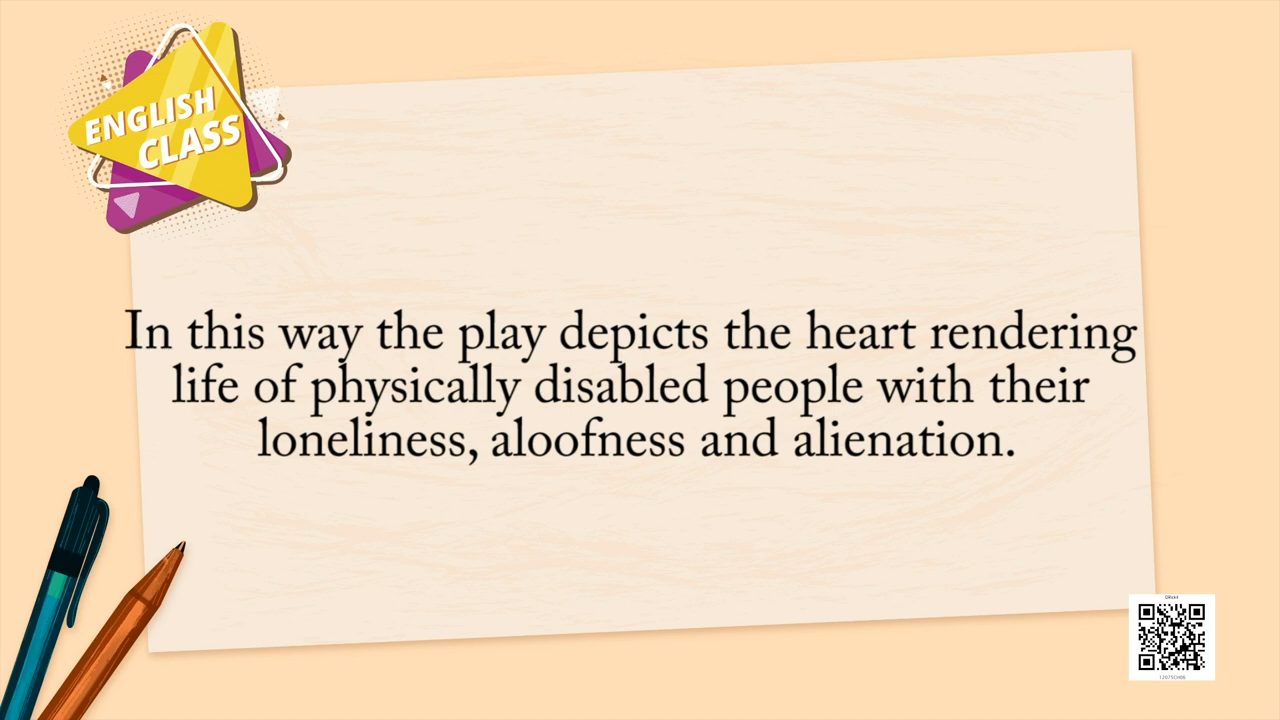 ENGLISH
CLASS
In this way the play depicts the heart rendering
life of physically disabled people with their
loneliness, aloofness and alienation.
12075CH06